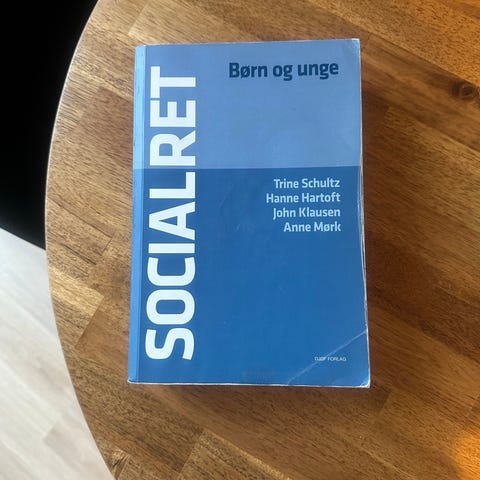 SOCIALRET
Børn og unge
Trine Schultz
Hanne Hartoft
John Klausen
Anne Mørk
DJØF FORLAG